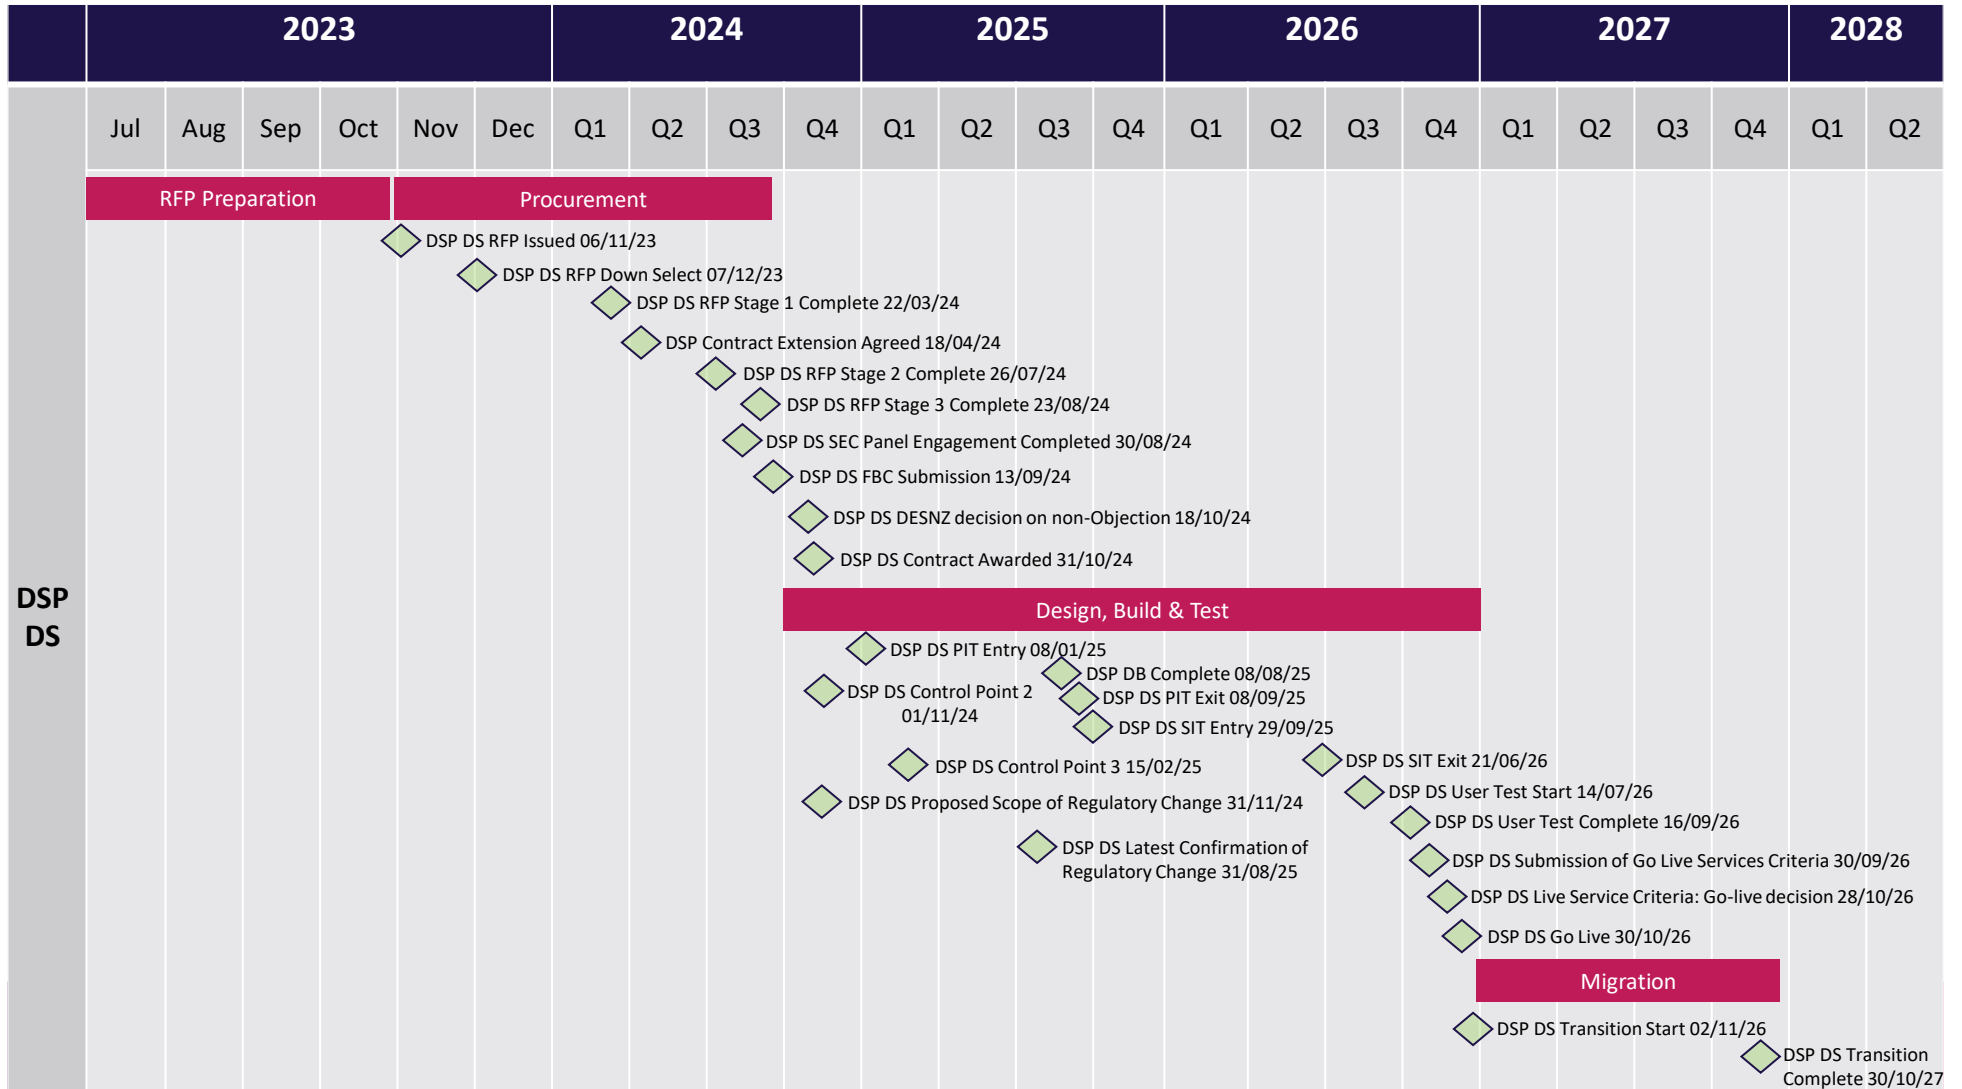 2023 2024 2025 2026 2027 2028
Jul Aug Sep Oct Nov Dec Q1 Q2 Q3 Q4 Q1 Q2 Q3 Q4 Q1 Q2 Q3 Q4 Q1 Q2 Q3 Q4 Q1 Q2
DSP
DS
RFP Preparation
Procurement
DSP DS RFP Issued 06/11/23
DSP DS RFP Down Select 07/12/23
DSP DS RFP Stage 1 Complete 22/03/24
DSP Contract Extension Agreed 18/04/24
DSP DS RFP Stage 2 Complete 26/07/24
DSP DS RFP Stage 3 Complete 23/08/24
DSP DS SEC Panel Engagement Completed 30/08/24
DSP DS FBC Submission 13/09/24
DSP DS DESNZ decision on non-Objection 18/10/24
DSP DS Contract Awarded 31/10/24
Design, Build & Test
DSP DS PIT Entry 08/01/25
DSP DB Complete 08/08/25
DSP DS Control Point 2
01/11/24
DSP DS PIT Exit 08/09/25
DSP DS SIT Entry 29/09/25
DSP DS SIT Exit 21/06/26
DSP DS Control Point 3 15/02/25
DSP DS User Test Start 14/07/26
DSP DS Proposed Scope of Regulatory Change 31/11/24
DSP DS User Test Complete 16/09/26
DSP DS Latest Confirmation of
Regulatory Change 31/08/25
DSP DS Submission of Go Live Services Criteria 30/09/26
DSP DS Live Service Criteria: Go-live decision 28/10/26
DSP DS Go Live 30/10/26
Migration
DSP DS Transition Start 02/11/26
DSP DS Transition
Complete 30/10/27